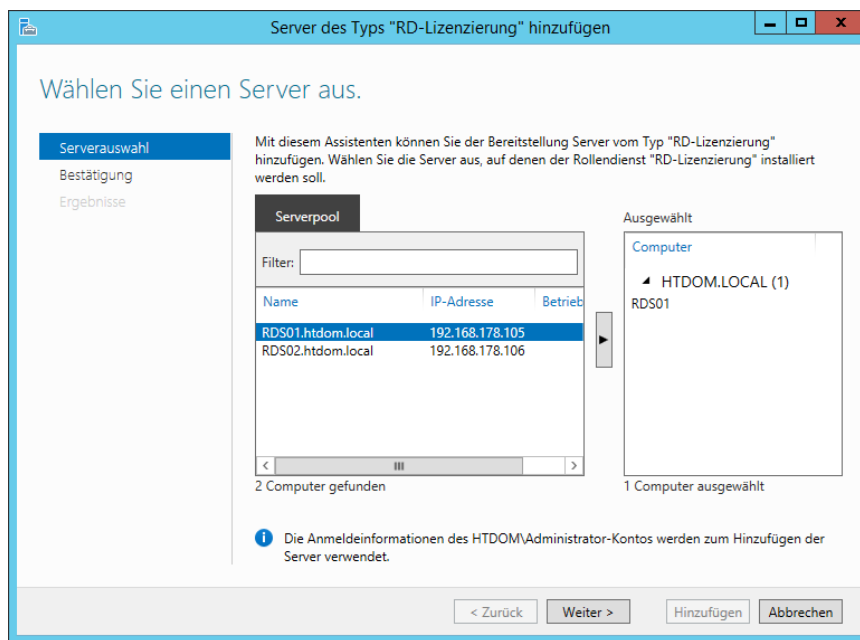 Server des Typs "RD-Lizenzierung" hinzufügen
Wählen Sie einen Server aus.
Serverauswahl
Bestätigung
Ergebnisse
Mit diesem Assistenten können Sie der Bereitstellung Server vom Typ "RD-Lizenzierung"
hinzufügen. Wählen Sie die Server aus, auf denen der Rollendienst "RD-Lizenzierung" installiert
werden soll.
Serverpool
Filter:
Name IP-Adresse Betrieb
RDS01.htdom.local 192.168.178.105
RDS02.htdom.local 192.168.178.106
2 Computer gefunden
Ausgewählt
Computer
HTDOM.LOCAL (1)
RDS01
1 Computer ausgewählt
Die Anmeldeinformationen des HTDOM\Administrator-Kontos werden zum Hinzufügen der
Server verwendet.
< Zurück Weiter > Hinzufügen Abbrechen